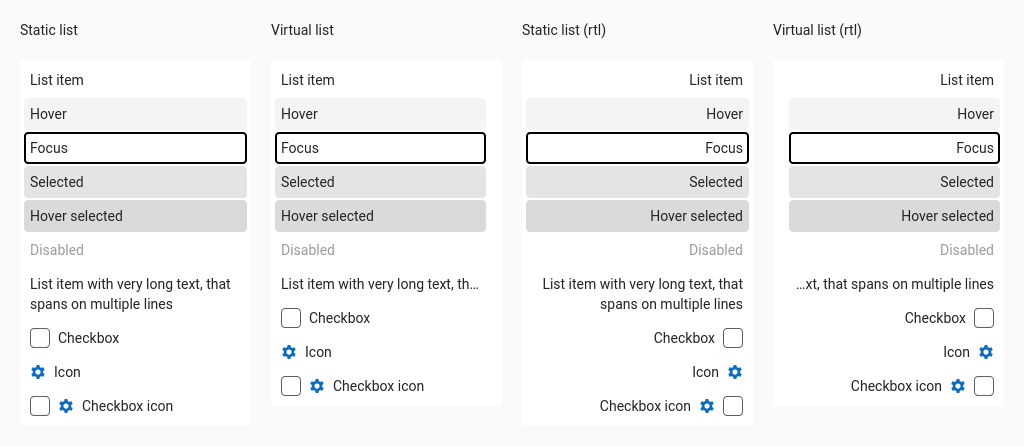 Static list
List item
Hover
Focus
Selected
Hover selected
Disabled
List item with very long text, that
spans on multiple lines
Checkbox
Icon
Checkbox icon
Virtual list
List item
Hover
Focus
Selected
Hover selected
Disabled
List item with very long text, th…
Checkbox
Icon
Checkbox icon
Static list (rtl)
List item
Hover
Focus
Selected
Hover selected
Disabled
List item with very long text, that
spans on multiple lines
Checkbox
Icon
Checkbox icon
Virtual list (rtl)
List item
Hover
Focus
Selected
Hover selected
Disabled
…xt, that spans on multiple lines
Checkbox
Icon
Checkbox icon